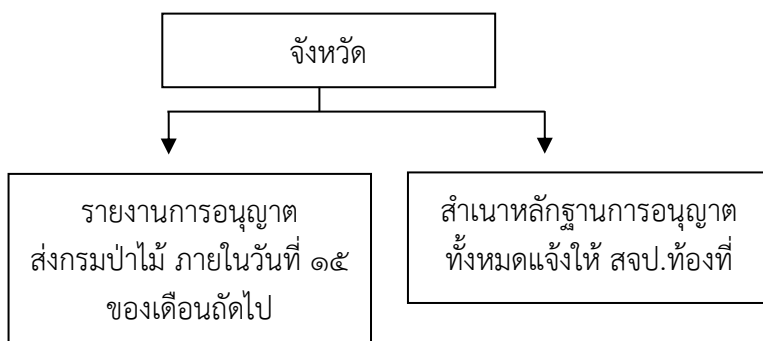 จังหวัด
รายงานการอนุญาต
ส่งกรมป่าไม้ ภายในวันที่ ๑๕
ของเดือนถัดไป
สำเนาหลักฐานการอนุญาต
ทั้งหมดแจ้งให้ สจป.ท้องที่